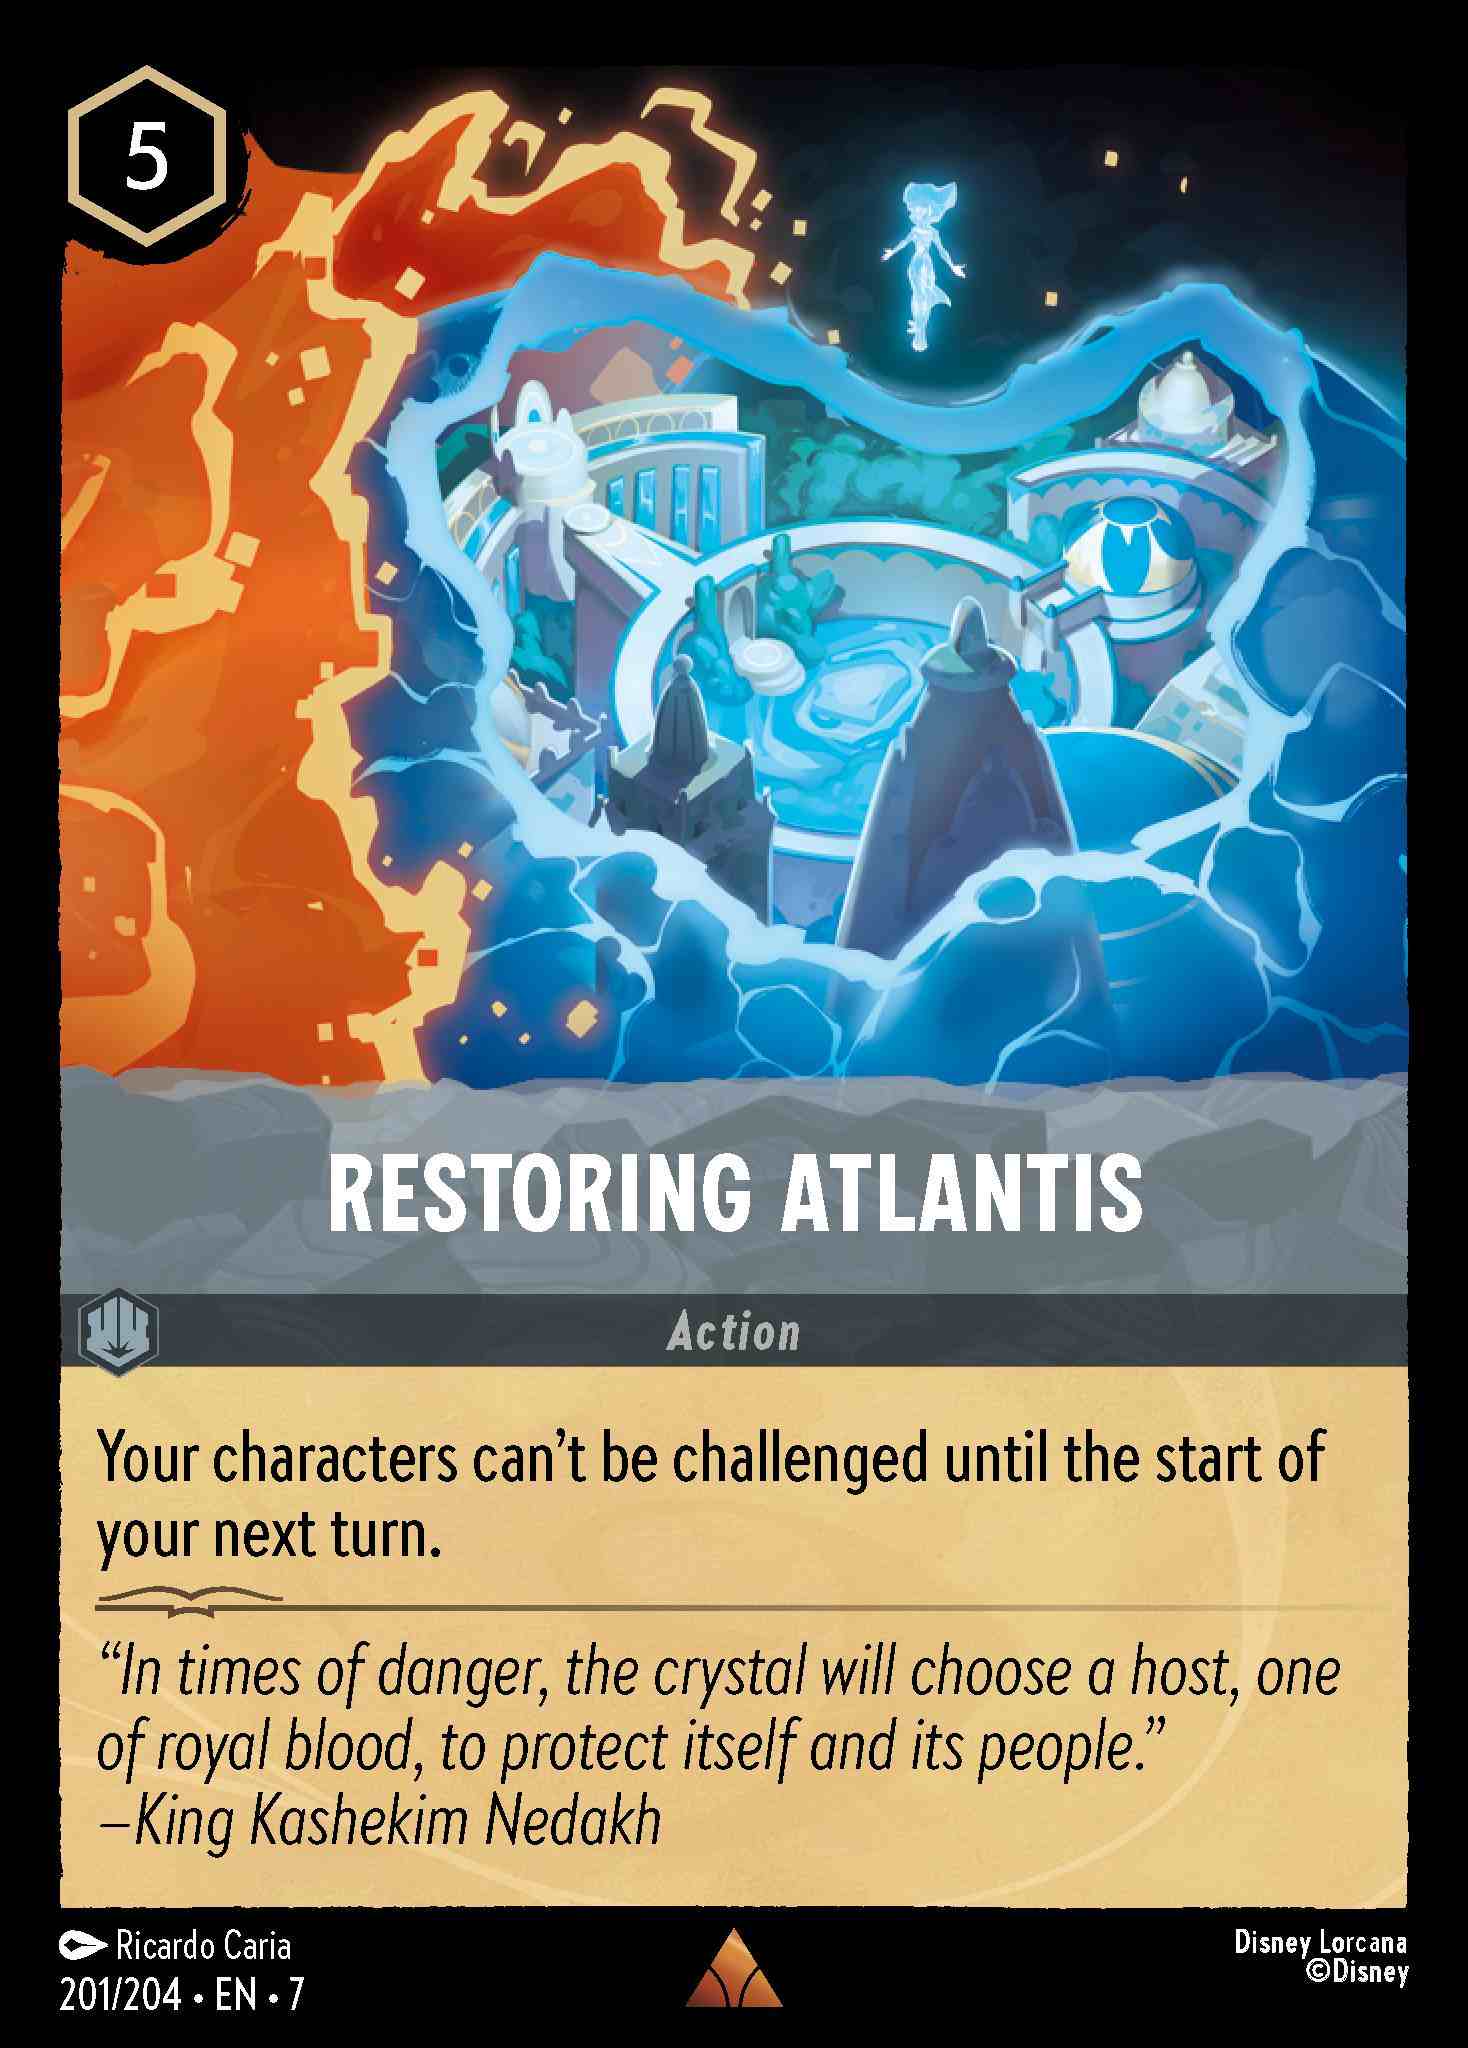 5
RESTORING ATLANTIS
Action
Your characters can’t be challenged until the start of
your next turn.
“In times of danger, the crystal will choose a host, one
of royal blood, to protect itself and its people.”
–King Kashekim Nedakh
Ricardo Caria
201/204 • EN • 7
Disney Lorcana
©Disney